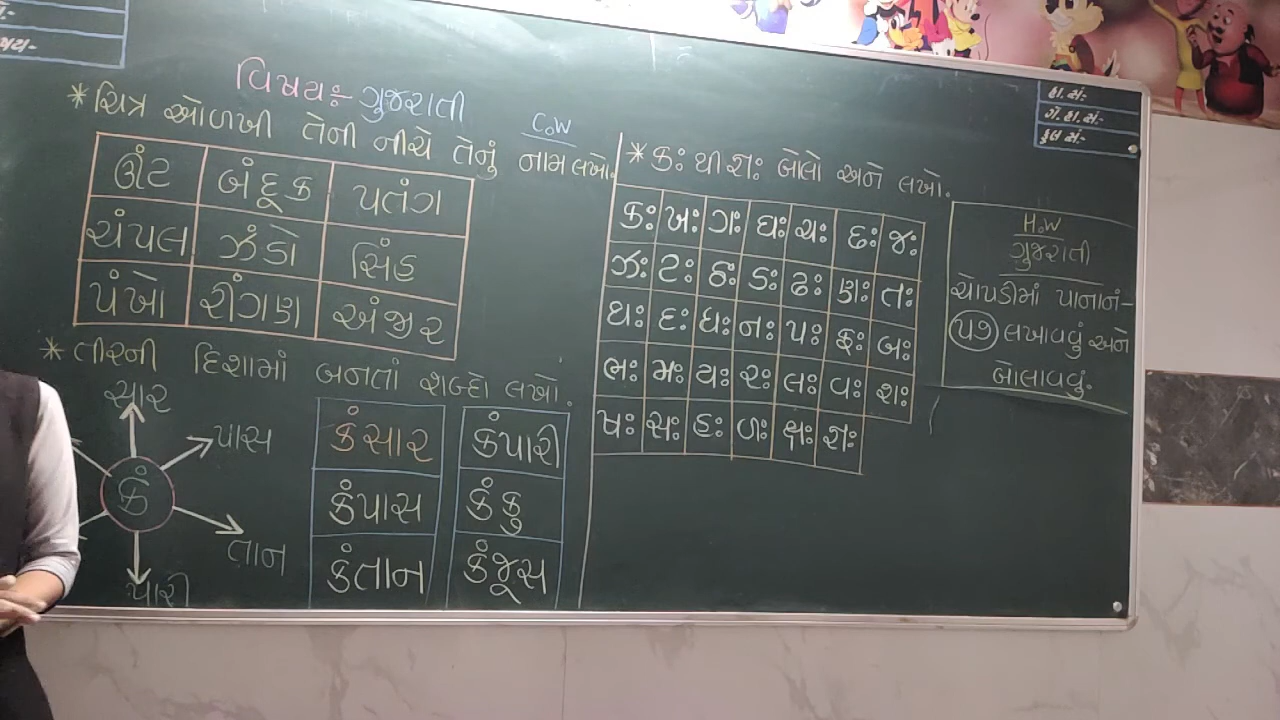 વિષયઃ- ગુજરાતી
C.W
* ચિત્ર ઓળખી તેની નીચે તેનું નામ લખો.
ઊંટ બંદૂક પતંગ
ચંપલ ઝંડો સિંહ
પંખો રીંગણ અંજીર
* તીરની દિશામાં બનતાં શબ્દો લખો.
સાર
પાસ
કં
તાન
પારી
કંસાર કંપારી
કંપાસ કંકુ
કંતાન કંજૂસ
* કઃ થી જ્ઞઃ બોલો અને લખો.
કઃ ખઃ ગઃ ઘઃ ચઃ છઃ જઃ
ઝઃ ટઃ ઠઃ ડઃ ઢઃ ણઃ તઃ
થઃ દઃ ધઃ નઃ પઃ ફઃ બઃ
ભઃ મઃ યઃ રઃ લઃ વઃ શઃ
ષઃ સઃ હઃ ળઃ ક્ષઃ જ્ઞઃ
હા. સં:-
ગે. હા. સં:-
કુલ સં:-
H.W
ગુજરાતી
ચોપડીમાં પાનાનં-
૫૭ લખાવવું અને
બોલાવવું.